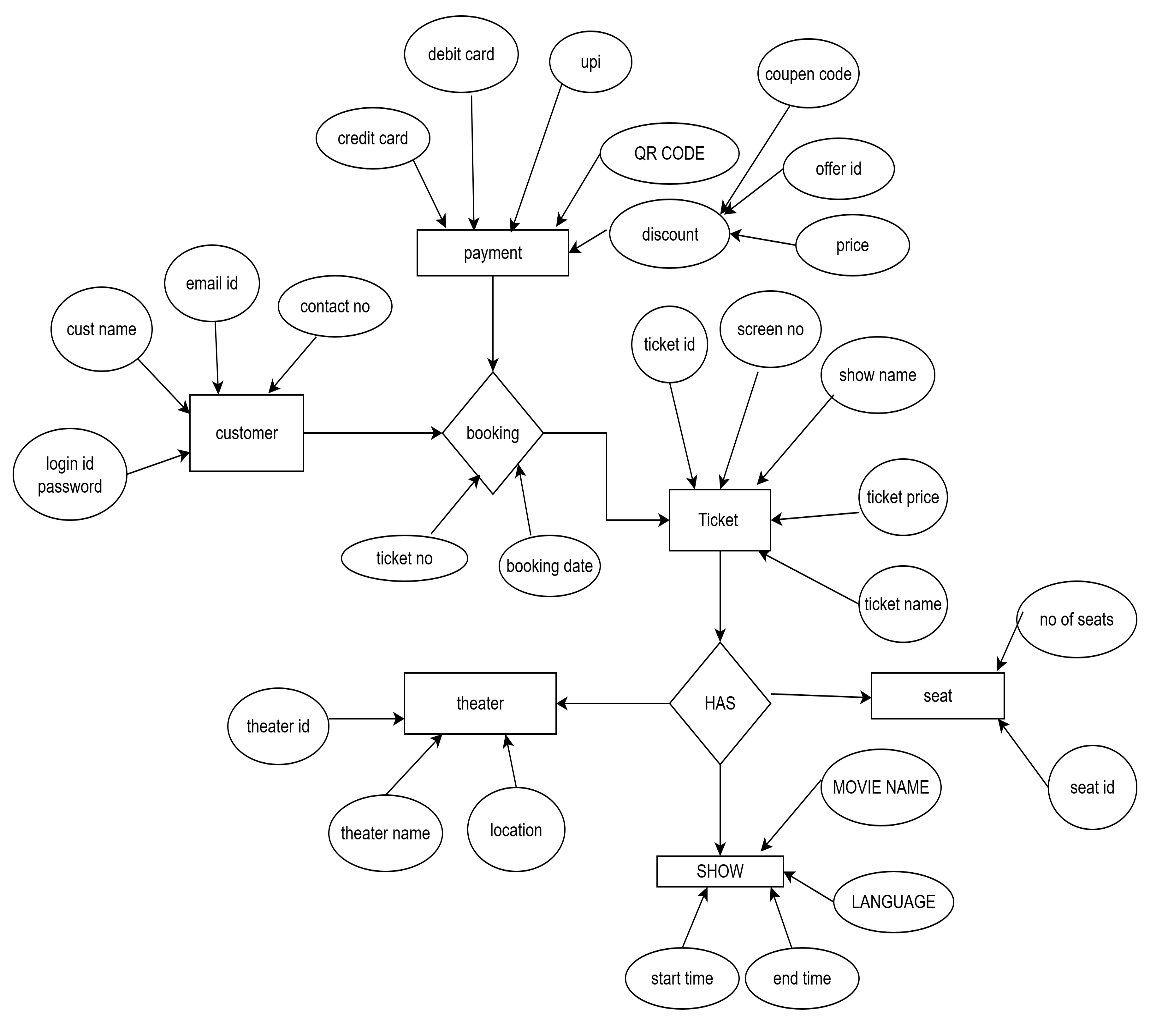 debit card
upi
coupen code
credit card
QR CODE
offer id
discount
price
payment
email id
contact no
cust name
ticket id
screen no
show name
customer
booking
login id
password
ticket price
Ticket
ticket no
booking date
ticket name
no of seats
theater
HAS
seat
theater id
MOVIE NAME
seat id
theater name
location
SHOW
LANGUAGE
start time
end time